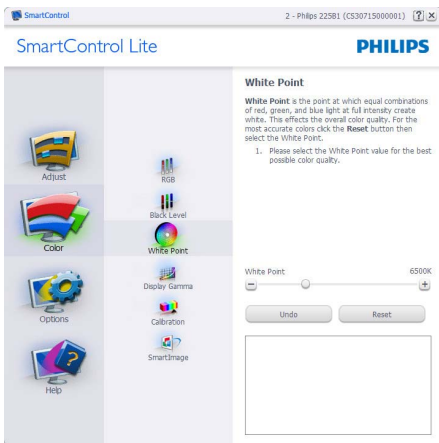 SmartControl
2 - Philips 225B1 (CS30715000001)
SmartControl Lite
PHILIPS
Adjust
Color
Options
Help
RGB
Black Level
White Point
Display Gamma
Calibration
SmartImage
White Point
White Point is the point at which equal combinations
of red, green, and blue light at full intensity create
white. This effects the overall color quality. For the
most accurate colors click the Reset button then
select the White Point.
1. Please select the White Point value for the best
possible color quality.
White Point 6500K
Undo Reset